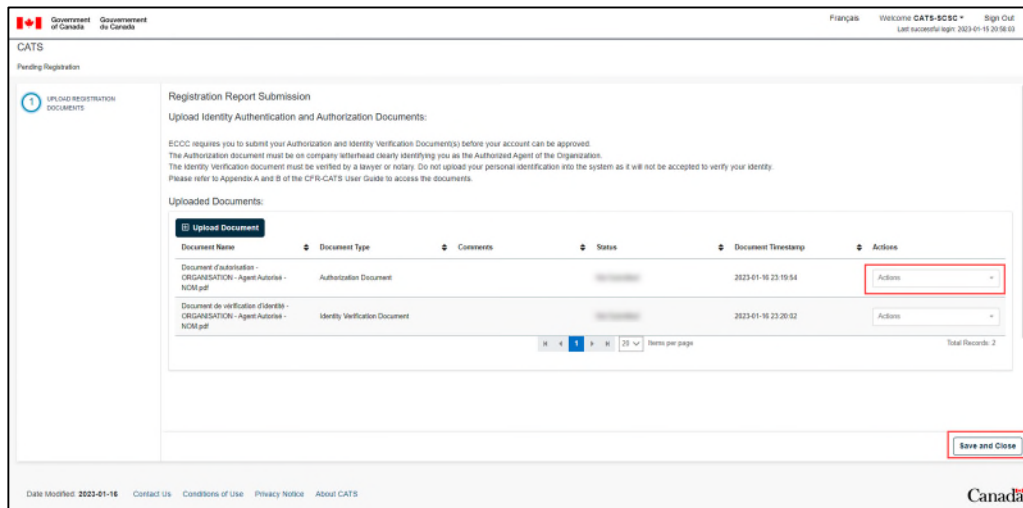 Government of Canada Gouvernement du Canada
Français Welcome CATS-SCSC Sign Out
Last successful login: 2023-01-15 20:56:03
CATS
Pending Registration
1 UPLOAD REGISTRATION DOCUMENTS
Registration Report Submission
Upload Identity Authentication and Authorization Documents:
ECCC requires you to submit your Authorization and Identity Verification Document(s) before your account can be approved.
The Authorization document must be on company letterhead clearly identifying you as the Authorized Agent of the Organization.
The Identity Verification document must be verified by a lawyer or notary. Do not upload your personal identification into the system as it will not be accepted to verify your identity.
Please refer to Appendix A and B of the CFR-CATS User Guide to access the documents.
Uploaded Documents:
Upload Document
Document Name Document Type Comments Status Document Timestamp Actions
Document d'autorisation -
ORGANISATION - Agent Autorisé - Authorization Document 2023-01-16 23:19:54 Actions
NOM.pdf
Document de vérification d'identité -
ORGANISATION - Agent Autorisé - Identity Verification Document 2023-01-16 23:20:02 Actions
NOM.pdf
1 20 Items per page Total Records: 2
Save and Close
Date Modified: 2023-01-16 Contact Us Conditions of Use Privacy Notice About CATS
Canada